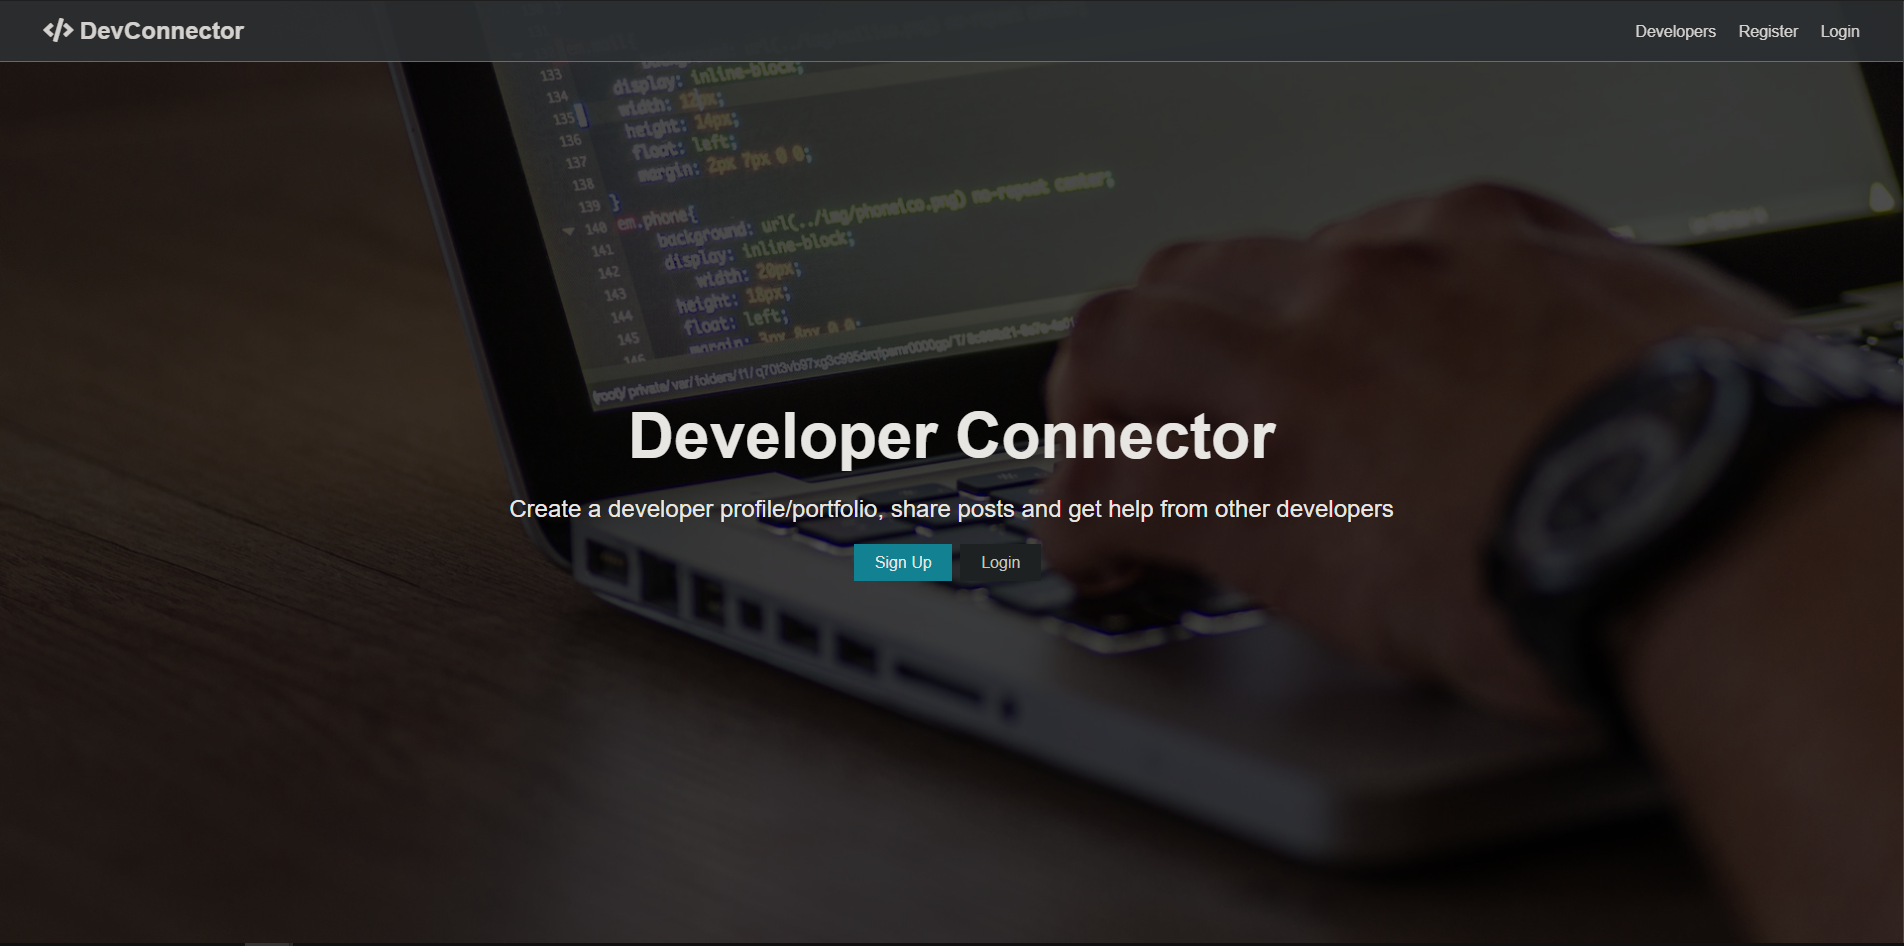 </> DevConnector
Developers Register Login
133
display: inline-block;
134
width: 12px;
135
height: 14px;
136
float: left;
137
margin: 2px 7px 0 0;
138
139 }
140 em.phone{
141 background: url(../img/phoneico.png) no-repeat center;
142 display: inline-block;
143 width: 20px;
144 height: 18px;
145 float: left;
146 margin: 3px 8px 0 0;
(root)/ private/ var/ folders/
Developer Connector
Create a developer profile/portfolio, share posts and get help from other developers
Sign Up Login